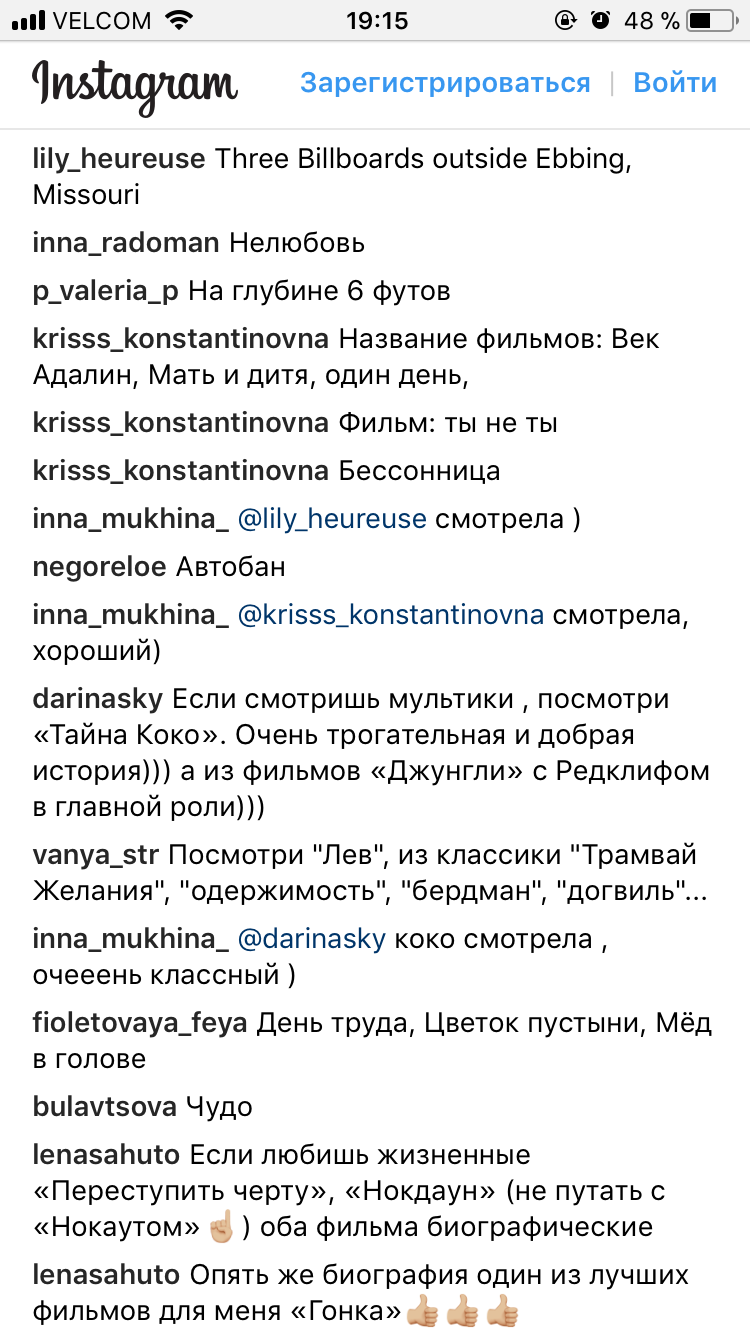 VELCOM 19:15 48 %
Instagram Зарегистрироваться | Войти
lily_heureuse Three Billboards outside Ebbing,
Missouri
inna_radoman Нелюбовь
p_valeria_p На глубине 6 футов
krisss_konstantinovna Название фильмов: Век
Адалин, Мать и дитя, один день,
krisss_konstantinovna Фильм: ты не ты
krisss_konstantinovna Бессонница
inna_mukhina_ @lily_heureuse смотрела )
negoreloe Автобан
inna_mukhina_ @krisss_konstantinovna смотрела,
хороший)
darinasky Если смотришь мультики , посмотри
«Тайна Коко». Очень трогательная и добрая
история))) а из фильмов «Джунгли» с Редклифом
в главной роли)))
vanya_str Посмотри "Лев", из классики "Трамвай
Желания", "одержимость", "бердман", "догвиль"...
inna_mukhina_ @darinasky коко смотрела ,
очееень классный )
fioletovaya_feya День труда, Цветок пустыни, Мёд
в голове
bulavtsova Чудо
lenasahuto Если любишь жизненные
«Переступить черту», «Нокдаун» (не путать с
«Нокаутом»☝🏼) оба фильма биографические
lenasahuto Опять же биография один из лучших
фильмов для меня «Гонка»👍🏼👍🏼👍🏼